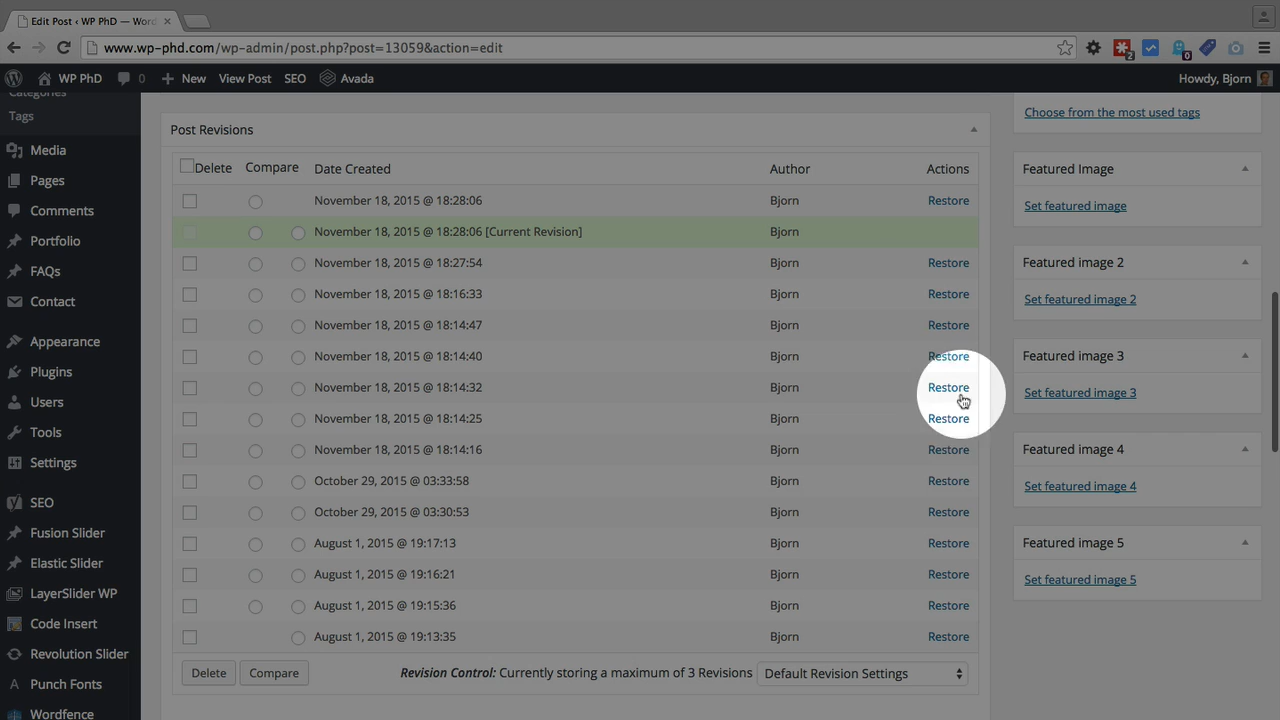 Edit Post ‹ WP PhD — Word
www.wp-phd.com/wp-admin/post.php?post=13059&action=edit
2
0
WP PhD
0
New
View Post
SEO
Avada
Howdy, Bjorn
Categories
Tags
Media
Pages
Comments
Portfolio
FAQs
Contact
Appearance
Plugins
Users
Tools
Settings
SEO
Fusion Slider
Elastic Slider
LayerSlider WP
Code Insert
Revolution Slider
Punch Fonts
Wordfence
Post Revisions
Delete Compare Date Created Author Actions
November 18, 2015 @ 18:28:06 Bjorn Restore
November 18, 2015 @ 18:28:06 [Current Revision] Bjorn
November 18, 2015 @ 18:27:54 Bjorn Restore
November 18, 2015 @ 18:16:33 Bjorn Restore
November 18, 2015 @ 18:14:47 Bjorn Restore
November 18, 2015 @ 18:14:40 Bjorn Restore
November 18, 2015 @ 18:14:32 Bjorn Restore
November 18, 2015 @ 18:14:25 Bjorn Restore
November 18, 2015 @ 18:14:16 Bjorn Restore
October 29, 2015 @ 03:33:58 Bjorn Restore
October 29, 2015 @ 03:30:53 Bjorn Restore
August 1, 2015 @ 19:17:13 Bjorn Restore
August 1, 2015 @ 19:16:21 Bjorn Restore
August 1, 2015 @ 19:15:36 Bjorn Restore
August 1, 2015 @ 19:13:35 Bjorn Restore
Delete Compare Revision Control: Currently storing a maximum of 3 Revisions Default Revision Settings
Choose from the most used tags
Featured Image
Set featured image
Featured image 2
Set featured image 2
Featured image 3
Set featured image 3
Featured image 4
Set featured image 4
Featured image 5
Set featured image 5